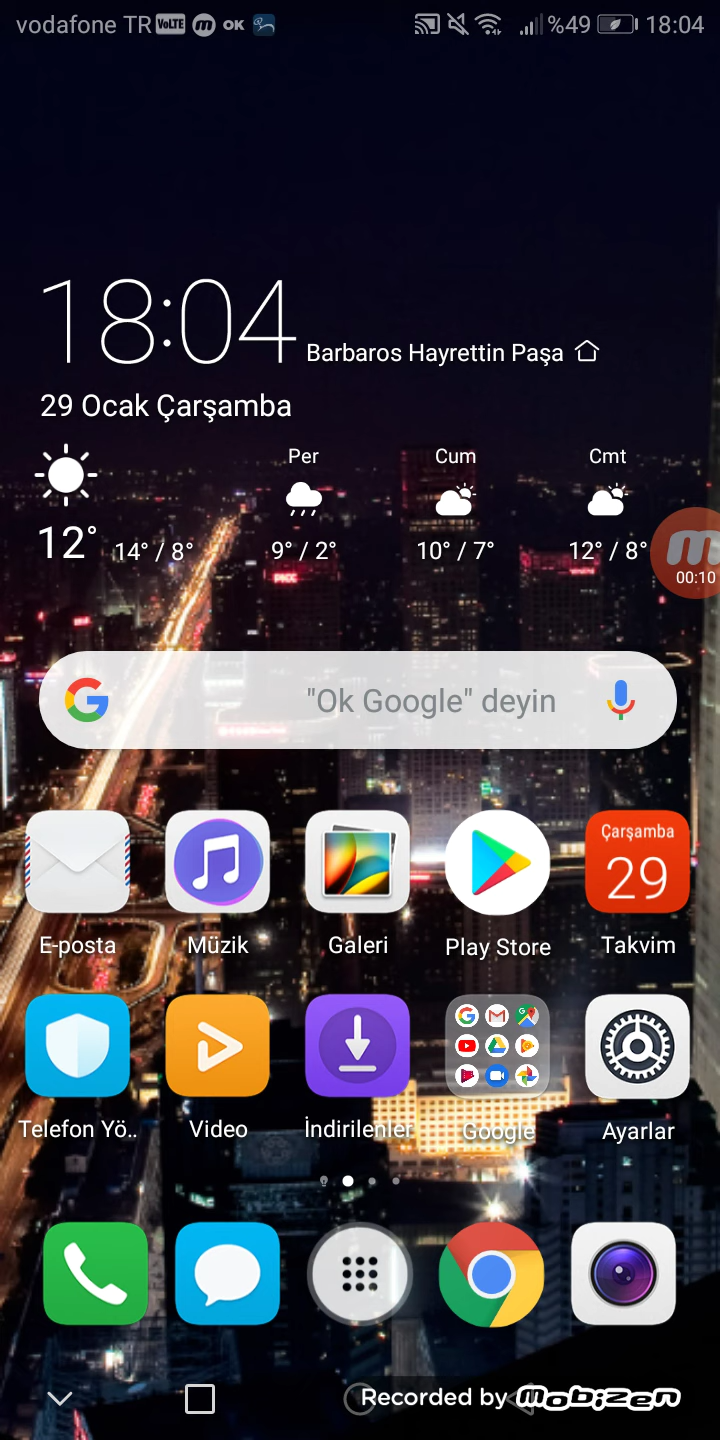 vodafone TR VoLTE m OK %49 18:04
18:04 Barbaros Hayrettin Paşa
29 Ocak Çarşamba
Per Cum Cmt
12° 14° / 8° 9° / 2° 10° / 7° 12° / 8°
m
00:10
G "Ok Google" deyin
Çarşamba
29
E-posta Müzik Galeri Play Store Takvim
Telefon Yö.. Video İndirilenler Google Ayarlar
Recorded by Mobizen